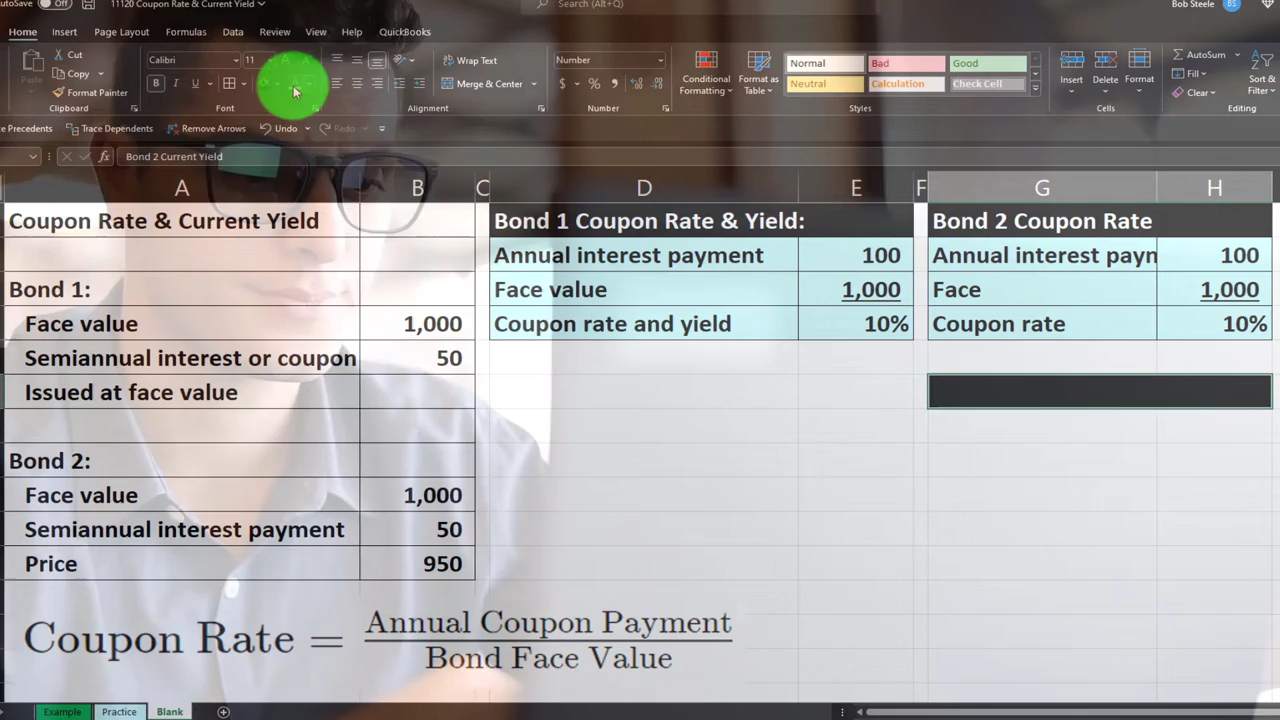 AutoSave Off 11120 Coupon Rate & Current Yield Search (Alt+Q) Bob Steele BS
Home Insert Page Layout Formulas Data Review View Help QuickBooks
Paste Cut Copy Format Painter Clipboard
Calibri 11 B I U Font
Wrap Text Merge & Center Alignment
Number $ % Number
Conditional Formatting Format as Table Normal Bad Good Neutral Calculation Check Cell Styles
Insert Delete Format Cells
AutoSum Fill Clear Sort & Filter Editing
ce Precedents Trace Dependents Remove Arrows Undo Redo
fx Bond 2 Current Yield
A B C D E F G H
Coupon Rate & Current Yield Bond 1 Coupon Rate & Yield: Bond 2 Coupon Rate
Annual interest payment 100 Annual interest payn 100
Bond 1: Face value 1,000 Face 1,000
Face value 1,000 Coupon rate and yield 10% Coupon rate 10%
Semiannual interest or coupon 50
Issued at face value
Bond 2:
Face value 1,000
Semiannual interest payment 50
Price 950
Coupon Rate = Annual Coupon Payment
Bond Face Value
Example Practice Blank